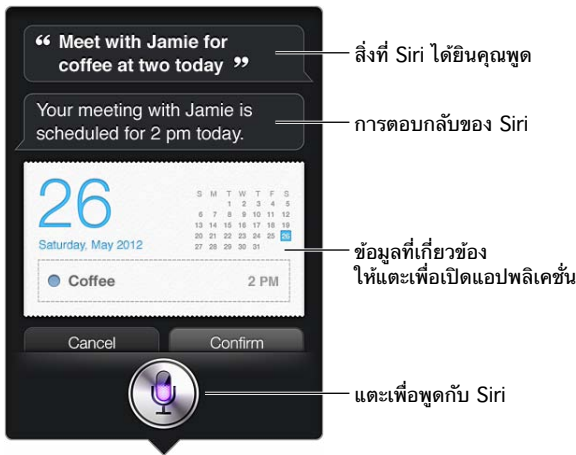 “ Meet with Jamie for
coffee at two today ”
สิ่งที่ Siri ได้ยินคุณพูด
Your meeting with Jamie is
scheduled for 2 pm today.
การตอบกลับของ Siri
26
Saturday, May 2012
S M T W T F S
1 2 3 4 5
6 7 8 9 10 11 12
13 14 15 16 17 18 19
20 21 22 23 24 25 26
27 28 29 30 31
ข้อมูลที่เกี่ยวข้อง
ให้แตะเพื่อเปิดแอปพลิเคชั่น
Coffee 2 PM
Cancel Confirm
แตะเพื่อพูดกับ Siri